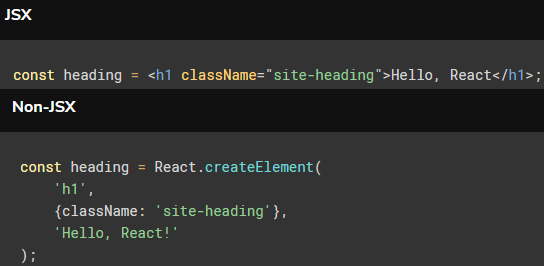 JSX
const heading = <h1 className="site-heading">Hello, React</h1>;
Non-JSX
const heading = React.createElement(
    'h1',
    {className: 'site-heading'},
    'Hello, React!'
);